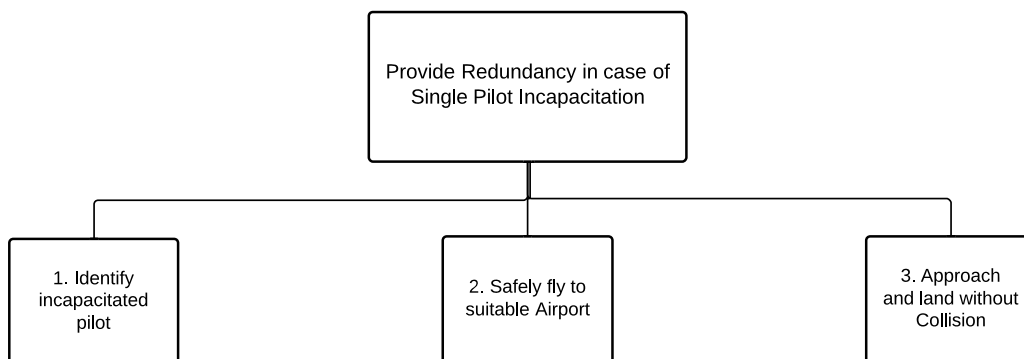 Provide Redundancy in case of
Single Pilot Incapacitation
1. Identify
incapacitated
pilot
2. Safely fly to
suitable Airport
3. Approach
and land without
Collision